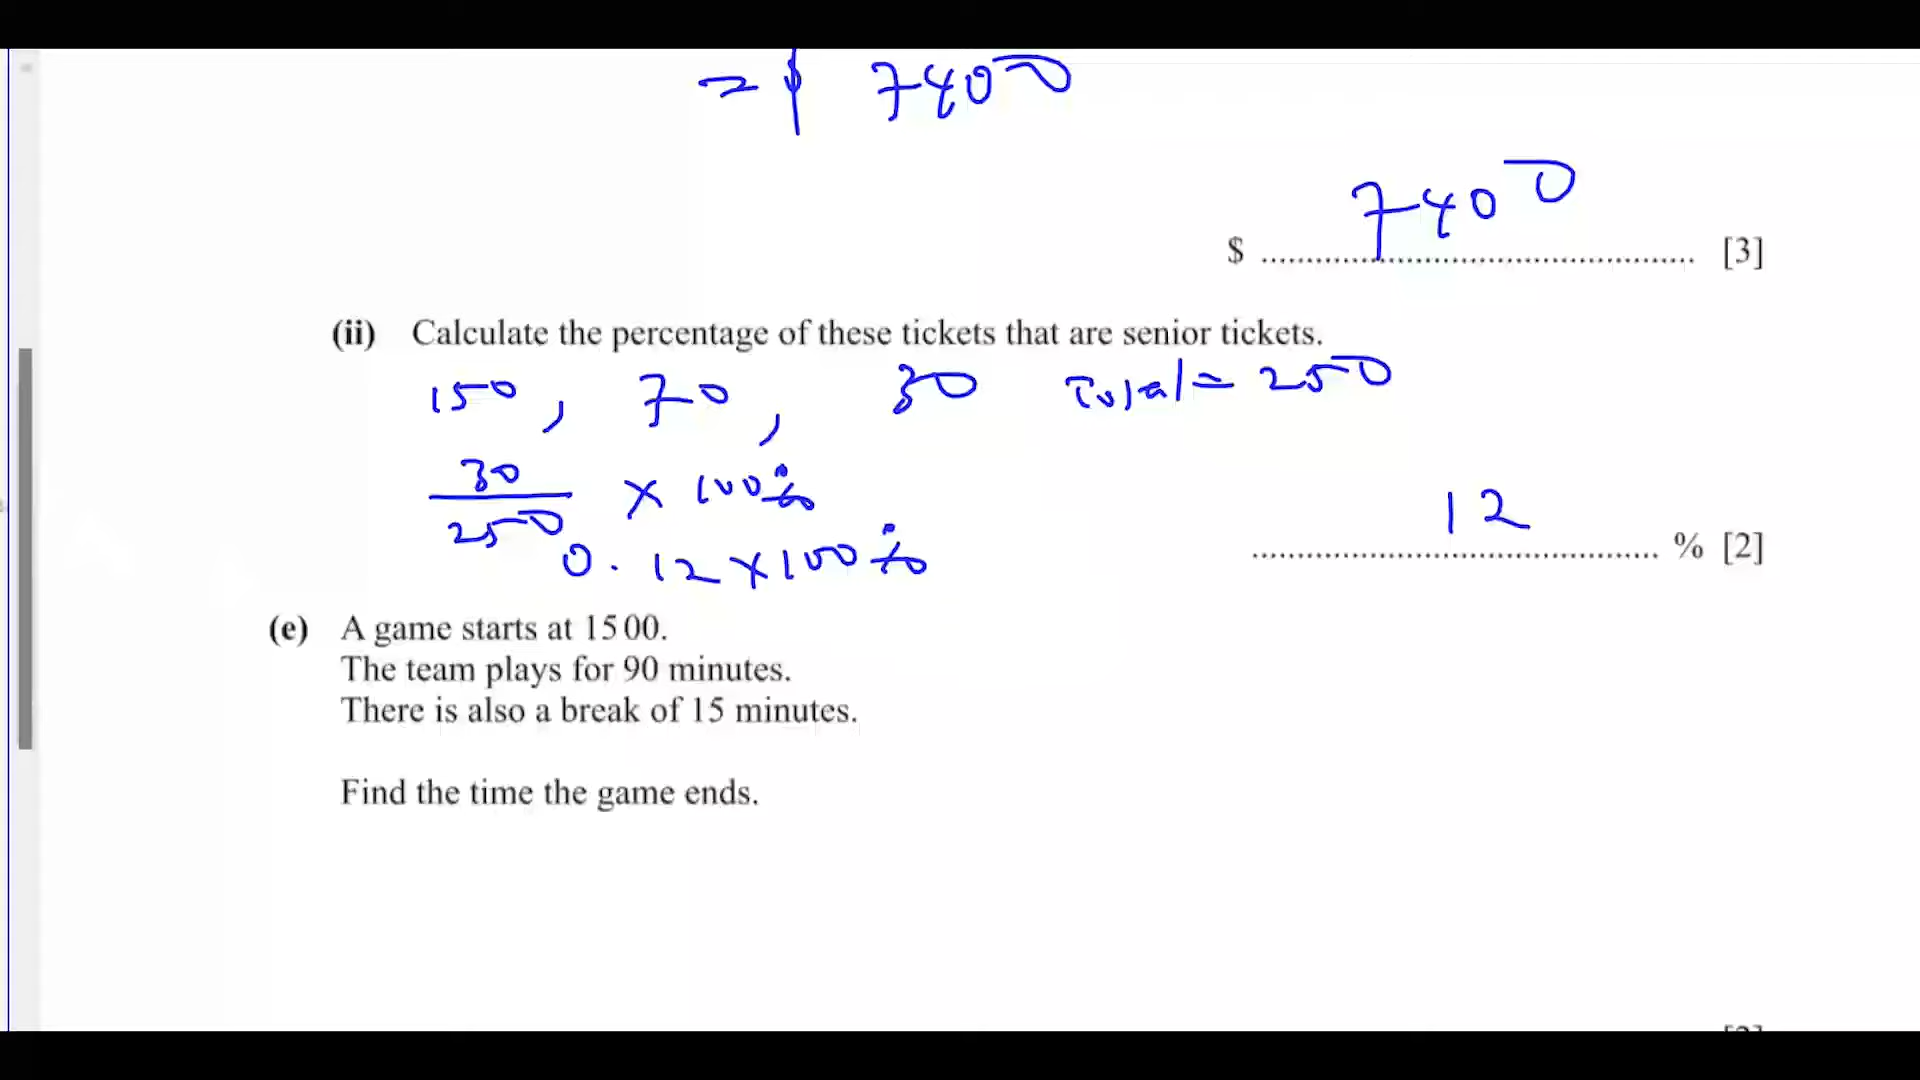 = $ 7400
7400
$ ................................................ [3]
(ii) Calculate the percentage of these tickets that are senior tickets.
150 , 70 , 30 Total = 250
30/250 × 100%
12
0.12 × 100%
............................................. % [2]
(e) A game starts at 15 00.
The team plays for 90 minutes.
There is also a break of 15 minutes.
Find the time the game ends.